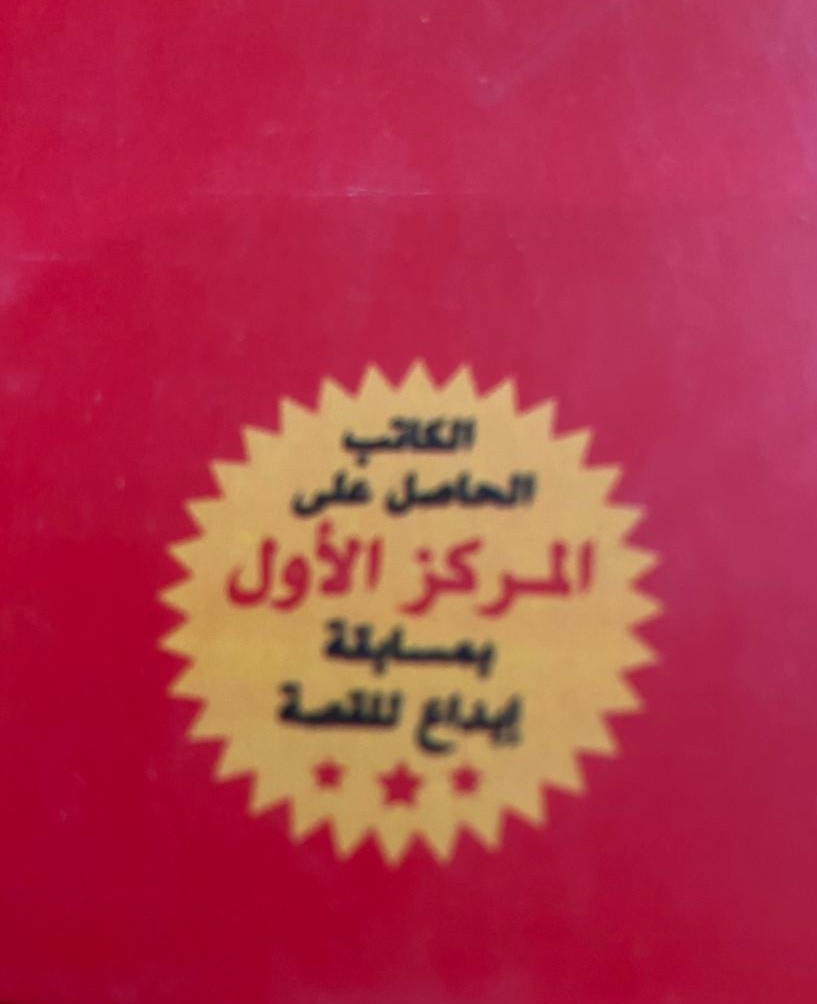 الكاتب
الحاصل على
المركز الأول
بمسابقة
إبداع للقصة